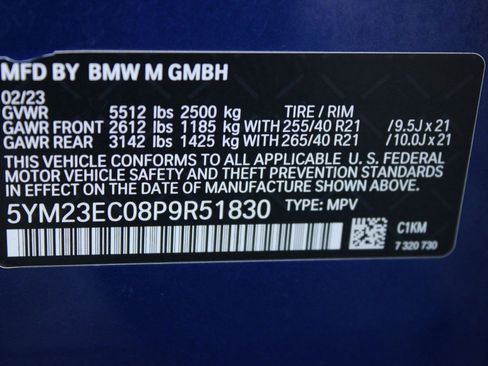 MFD BY BMW M GMBH
02/23
GVWR 5512 lbs 2500 kg TIRE / RIM
GAWR FRONT 2612 lbs 1185 kg WITH 255/40 R21 / 9.5J x 21
GAWR REAR 3142 lbs 1425 kg WITH 265/40 R21 / 10.0J x 21
THIS VEHICLE CONFORMS TO ALL APPLICABLE U. S. FEDERAL
MOTOR VEHICLE SAFETY AND THEFT PREVENTION STANDARDS
IN EFFECT ON THE DATE OF MANUFACTURE SHOWN ABOVE.
5YM23EC08P9R51830 TYPE: MPV
C1KM
7 320 730